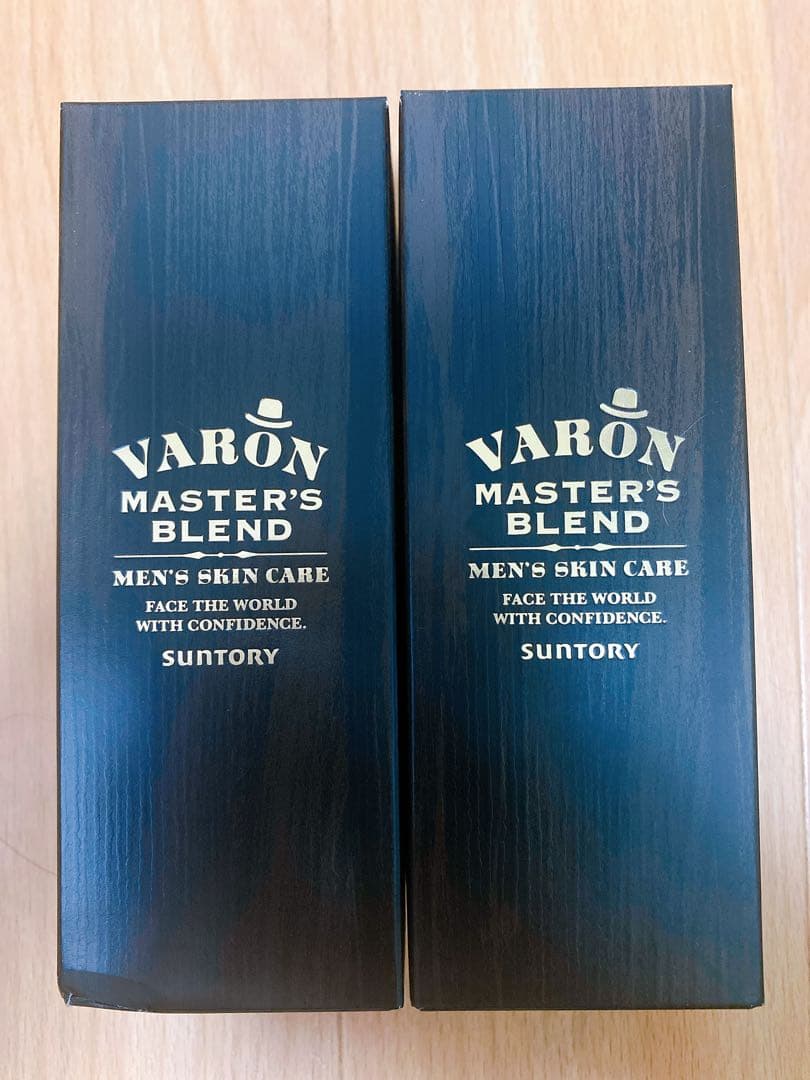 VARON
MASTER'S
BLEND
MEN'S SKIN CARE
FACE THE WORLD
WITH CONFIDENCE.
SUNTORY
VARON
MASTER'S
BLEND
MEN'S SKIN CARE
FACE THE WORLD
WITH CONFIDENCE.
SUNTORY